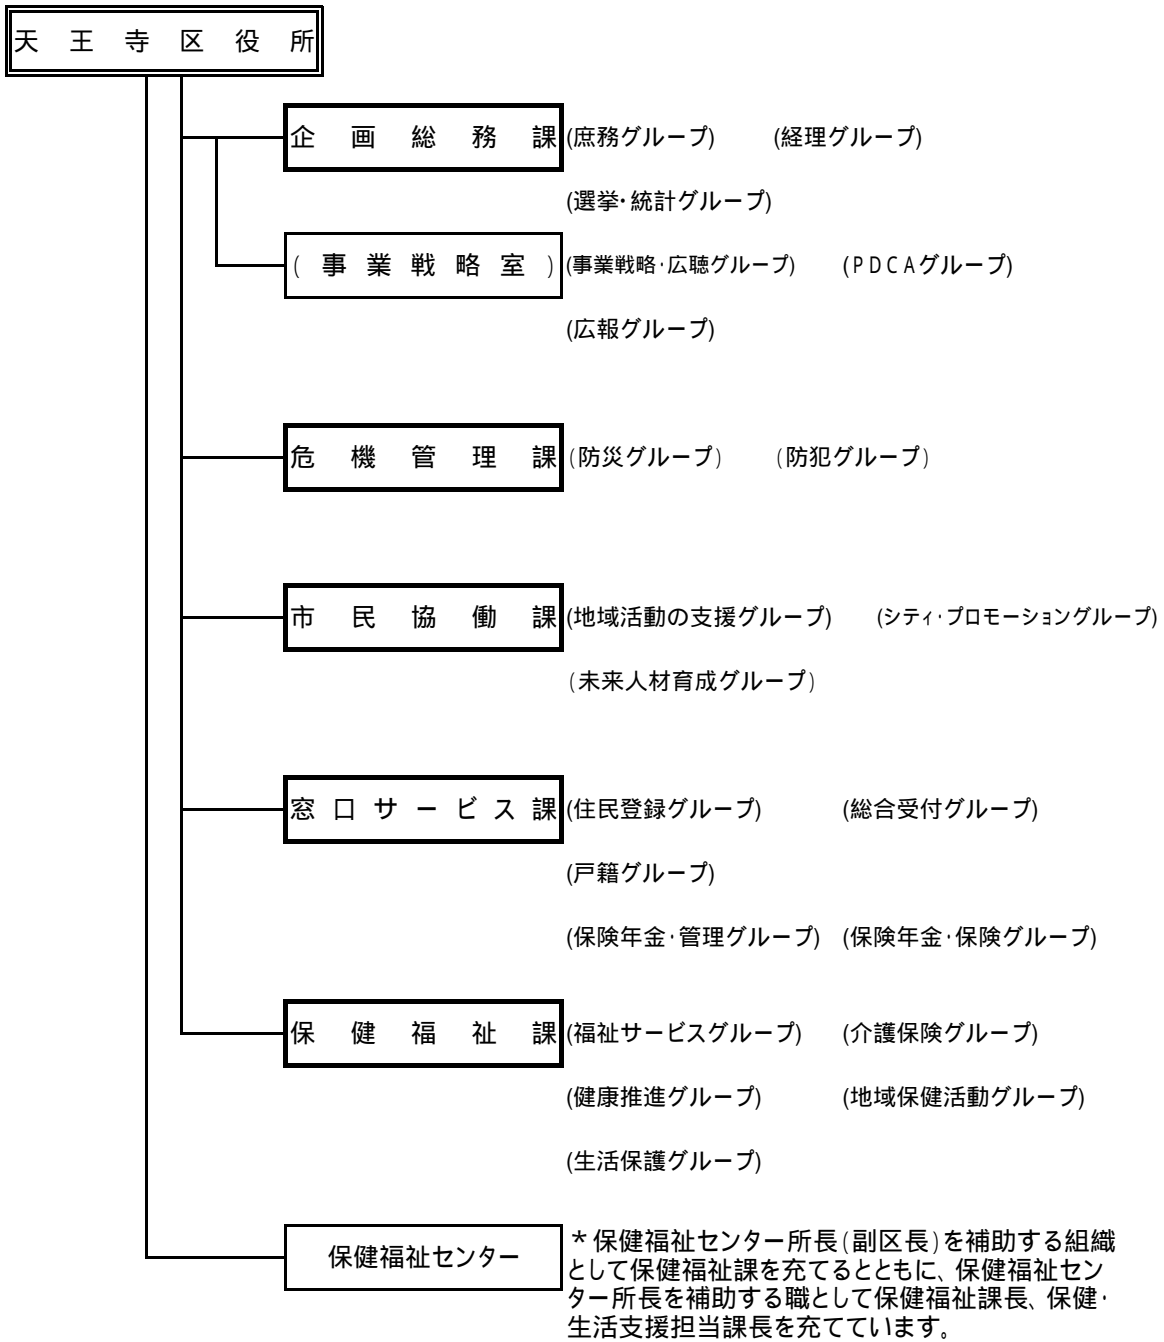 天王寺区役所
企画総務課 (庶務グループ) (経理グループ)
(選挙・統計グループ)
(事業戦略室) (事業戦略・広聴グループ) (PDCAグループ)
(広報グループ)
危機管理課 (防災グループ) (防犯グループ)
市民協働課 (地域活動の支援グループ) (シティ・プロモーショングループ)
(未来人材育成グループ)
窓口サービス課 (住民登録グループ) (総合受付グループ)
(戸籍グループ)
(保険年金・管理グループ) (保険年金・保険グループ)
保健福祉課 (福祉サービスグループ) (介護保険グループ)
(健康推進グループ) (地域保健活動グループ)
(生活保護グループ)
保健福祉センター
＊保健福祉センター所長(副区長)を補助する組織
として保健福祉課を充てるとともに、保健福祉セン
ター所長を補助する職として保健福祉課長、保健・
生活支援担当課長を充てています。